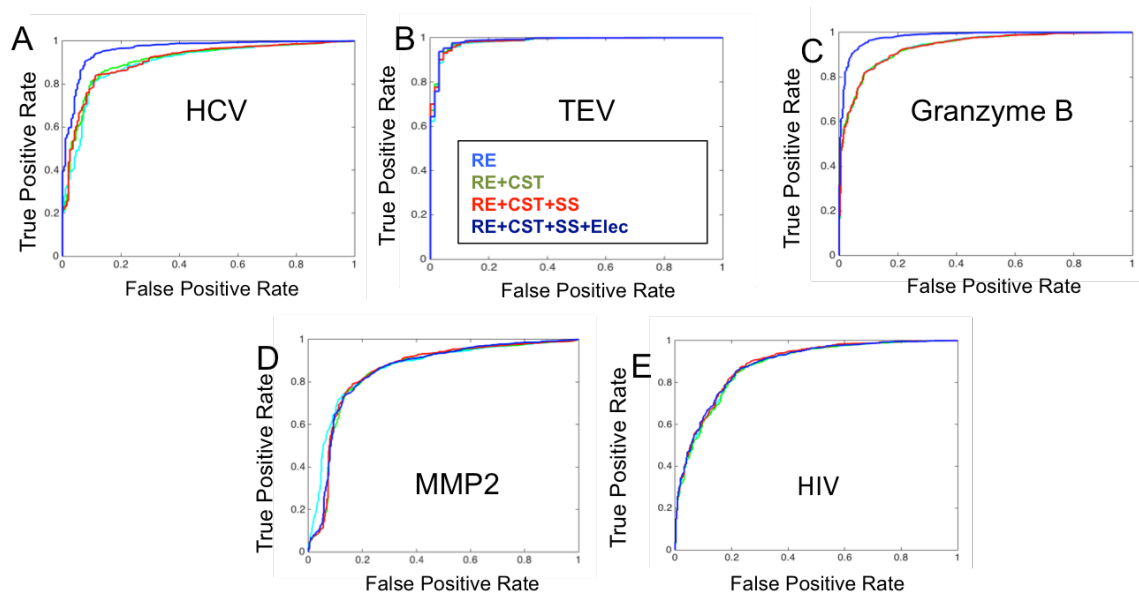 A
True Positive Rate
1
0.8
0.6
0.4
0.2
0
0 0.2 0.4 0.6 0.8 1
HCV
False Positive Rate
B
True Positive Rate
1
0.8
0.6
0.4
0.2
0
0 0.2 0.4 0.6 0.8 1
TEV
RE
RE+CST
RE+CST+SS
RE+CST+SS+Elec
False Positive Rate
C
True Positive Rate
1
0.8
0.6
0.4
0.2
0
0 0.2 0.4 0.6 0.8 1
Granzyme B
False Positive Rate
D
True Positive Rate
1
0.8
0.6
0.4
0.2
0
0 0.2 0.4 0.6 0.8 1
MMP2
False Positive Rate
E
True Positive Rate
1
0.8
0.6
0.4
0.2
0
0 0.2 0.4 0.6 0.8 1
HIV
False Positive Rate